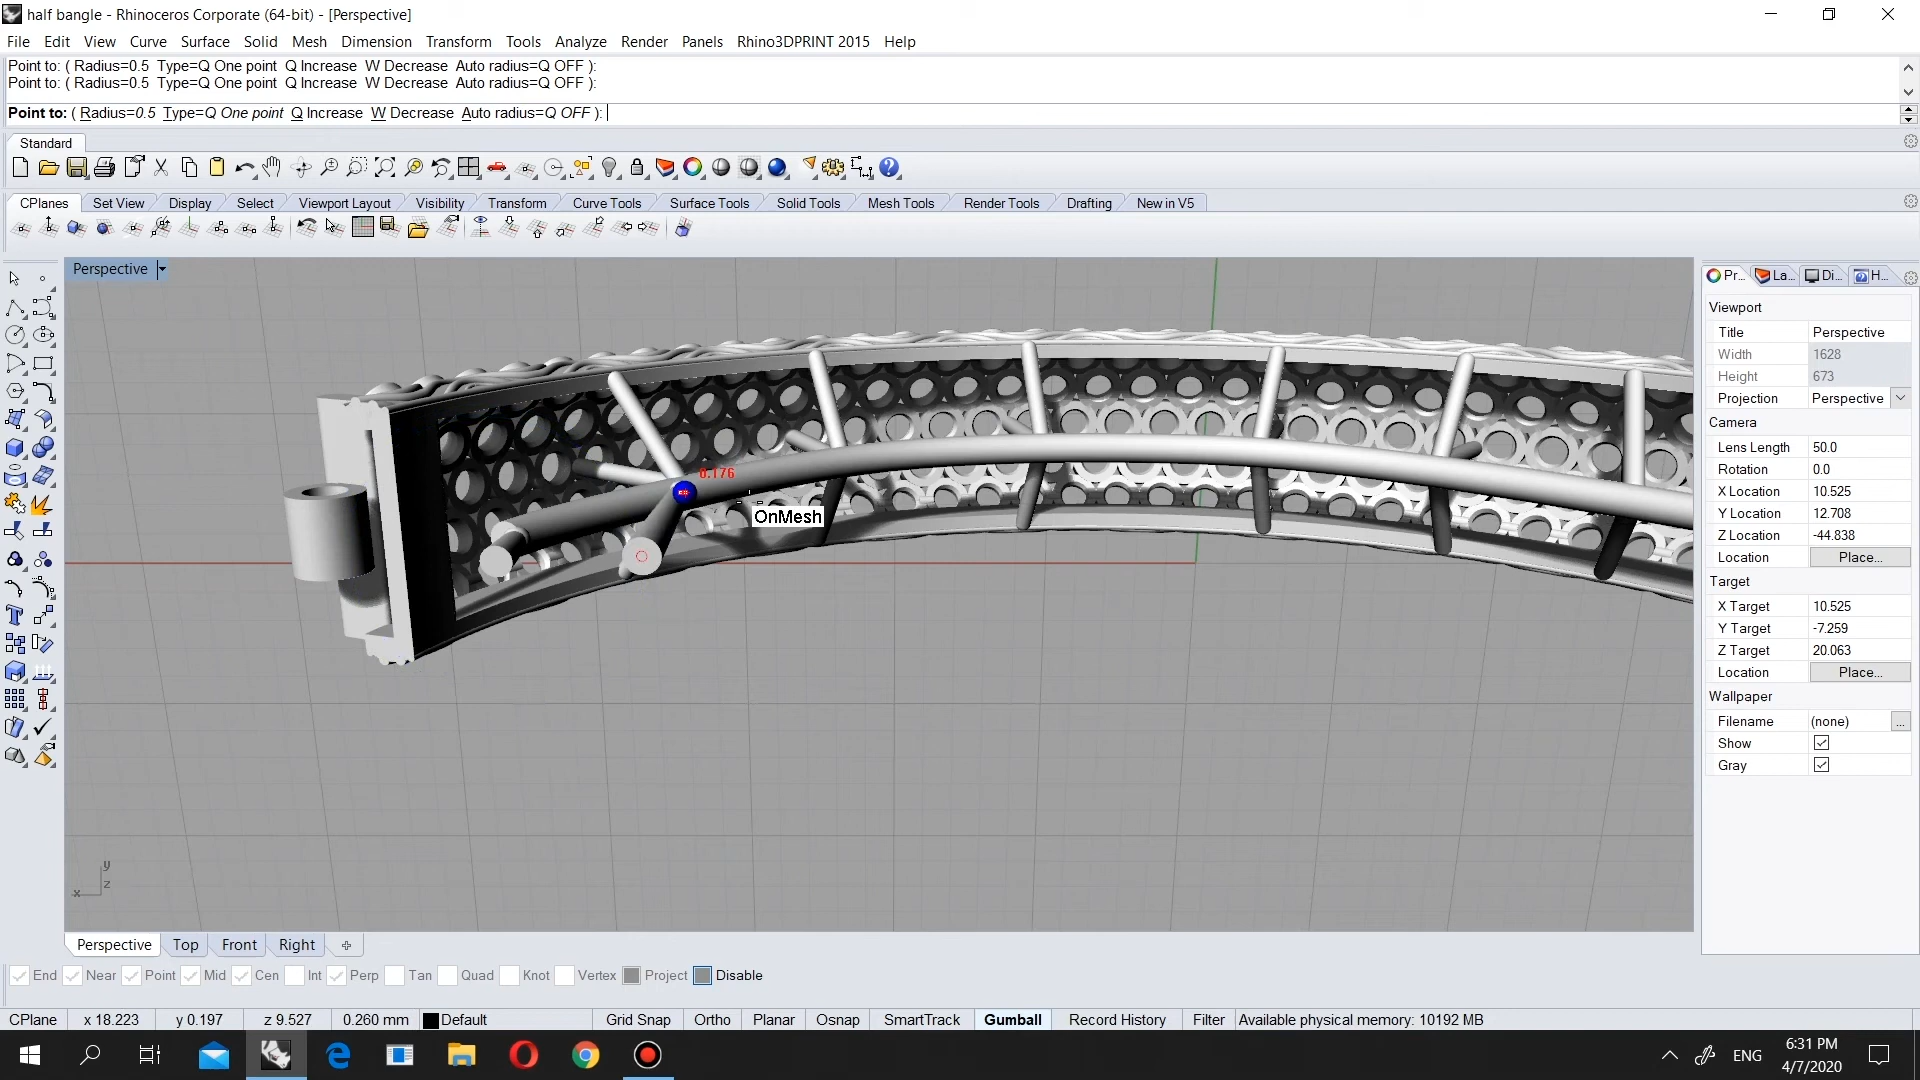 half bangle - Rhinoceros Corporate (64-bit) - [Perspective]
File Edit View Curve Surface Solid Mesh Dimension Transform Tools Analyze Render Panels Rhino3DPRINT 2015 Help
Point to: ( Radius=0.5 Type=Q One point Q Increase W Decrease Auto radius=Q OFF ):
Point to: ( Radius=0.5 Type=Q One point Q Increase W Decrease Auto radius=Q OFF ):
Point to: ( Radius=0.5 Type=Q One point Q Increase W Decrease Auto radius=Q OFF ):
Standard
CPlanes Set View Display Select Viewport Layout Visibility Transform Curve Tools Surface Tools Solid Tools Mesh Tools Render Tools Drafting New in V5
Perspective
Pr... La... Di... H...
Viewport
Title Perspective
Width 1628
Height 673
Projection Perspective
Camera
Lens Length 50.0
Rotation 0.0
X Location 10.525
Y Location 12.708
Z Location -44.838
Location Place...
Target
X Target 10.525
Y Target -7.259
Z Target 20.063
Location Place...
Wallpaper
Filename (none) ...
Show
Gray
0.176
OnMesh
y
z
x
Perspective Top Front Right
End Near Point Mid Cen Int Perp Tan Quad Knot Vertex Project Disable
CPlane x 18.223 y 0.197 z 9.527 0.260 mm Default Grid Snap Ortho Planar Osnap SmartTrack Gumball Record History Filter Available physical memory: 10192 MB
ENG
6:31 PM
4/7/2020